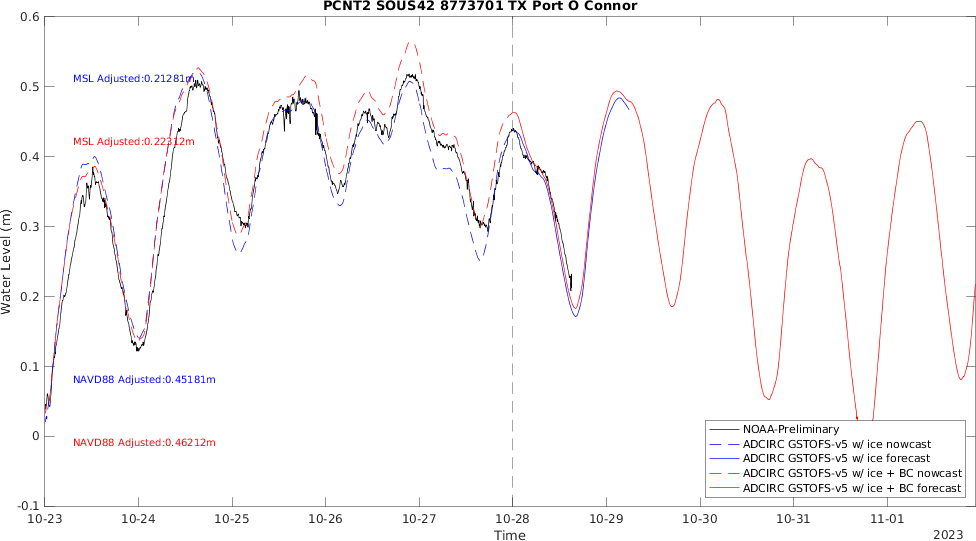 PCNT2 SOUS42 8773701 TX Port O Connor
0.6
0.5
0.4
0.3
0.2
0.1
0
-0.1
Water Level (m)
MSL Adjusted:0.21281m
MSL Adjusted:0.22312m
NAVD88 Adjusted:0.45181m
NAVD88 Adjusted:0.46212m
NOAA-Preliminary
ADCIRC GSTOFS-v5 w/ ice nowcast
ADCIRC GSTOFS-v5 w/ ice forecast
ADCIRC GSTOFS-v5 w/ ice + BC nowcast
ADCIRC GSTOFS-v5 w/ ice + BC forecast
10-23 10-24 10-25 10-26 10-27 10-28 10-29 10-30 10-31 11-01
Time
2023